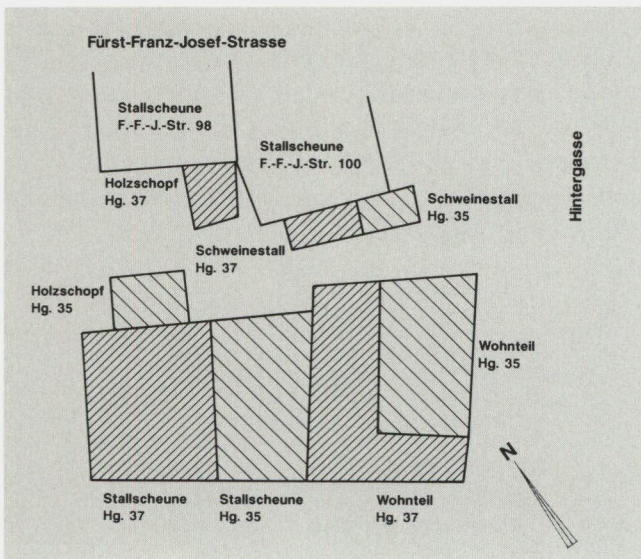 Fürst-Franz-Josef-Strasse
Stallscheune
F.-F.-J.-Str. 98
Stallscheune
F.-F.-J.-Str. 100
Holzschopf
Hg. 37
Schweinestall
Hg. 35
Hintergasse
Schweinestall
Hg. 37
Holzschopf
Hg. 35
Wohnteil
Hg. 35
N
Stallscheune
Hg. 37
Stallscheune
Hg. 35
Wohnteil
Hg. 37